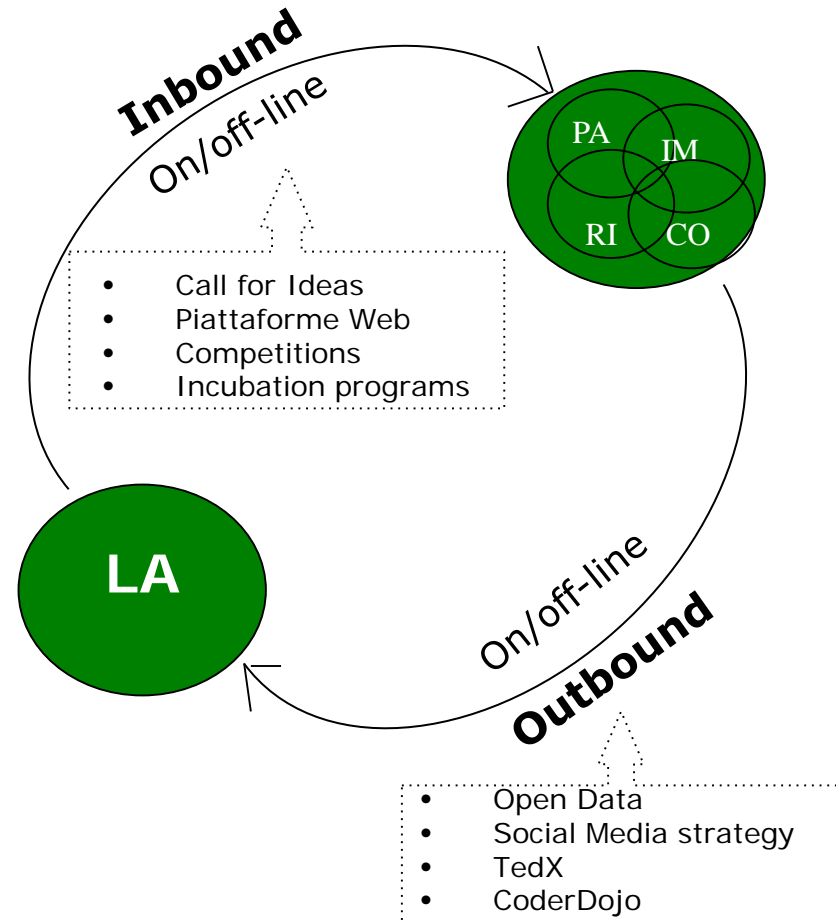 Inbound
On/off-line
PA
IM
RI
CO
• Call for Ideas
• Piattaforme Web
• Competitions
• Incubation programs
LA
On/off-line
Outbound
• Open Data
• Social Media strategy
• TedX
• CoderDojo